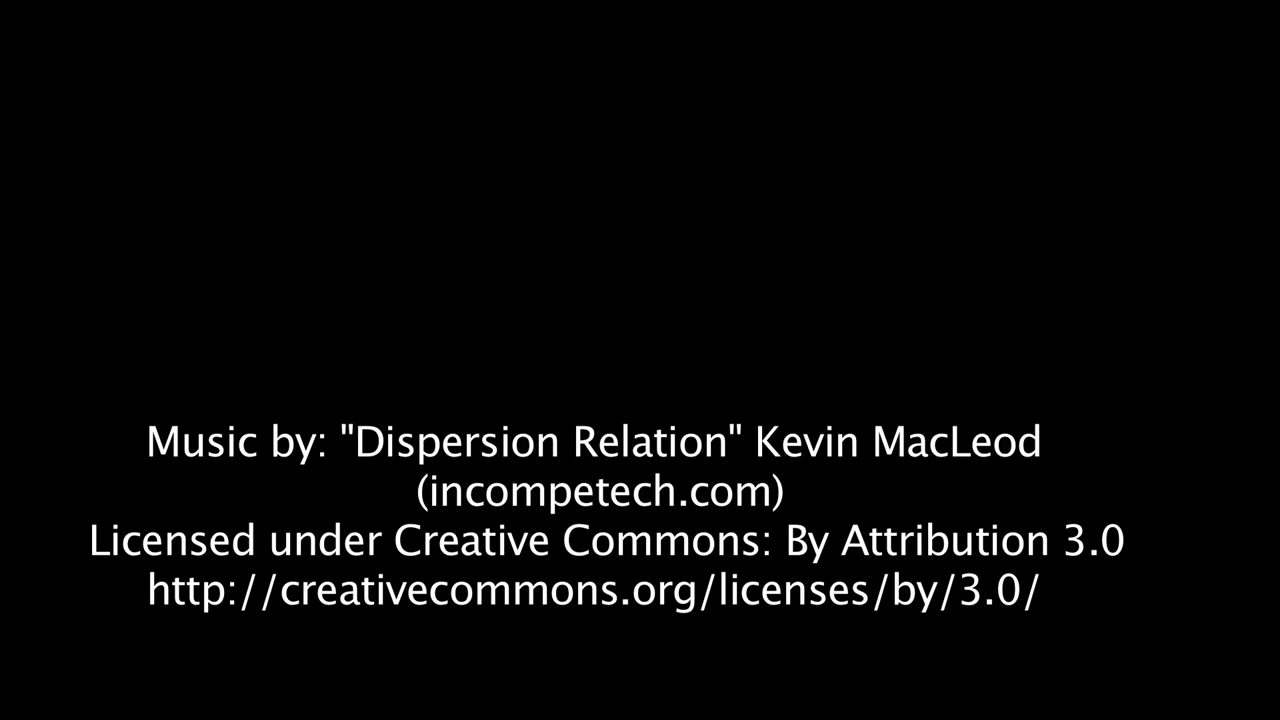 Music by: "Dispersion Relation" Kevin MacLeod
(incompetech.com)
Licensed under Creative Commons: By Attribution 3.0
http://creativecommons.org/licenses/by/3.0/